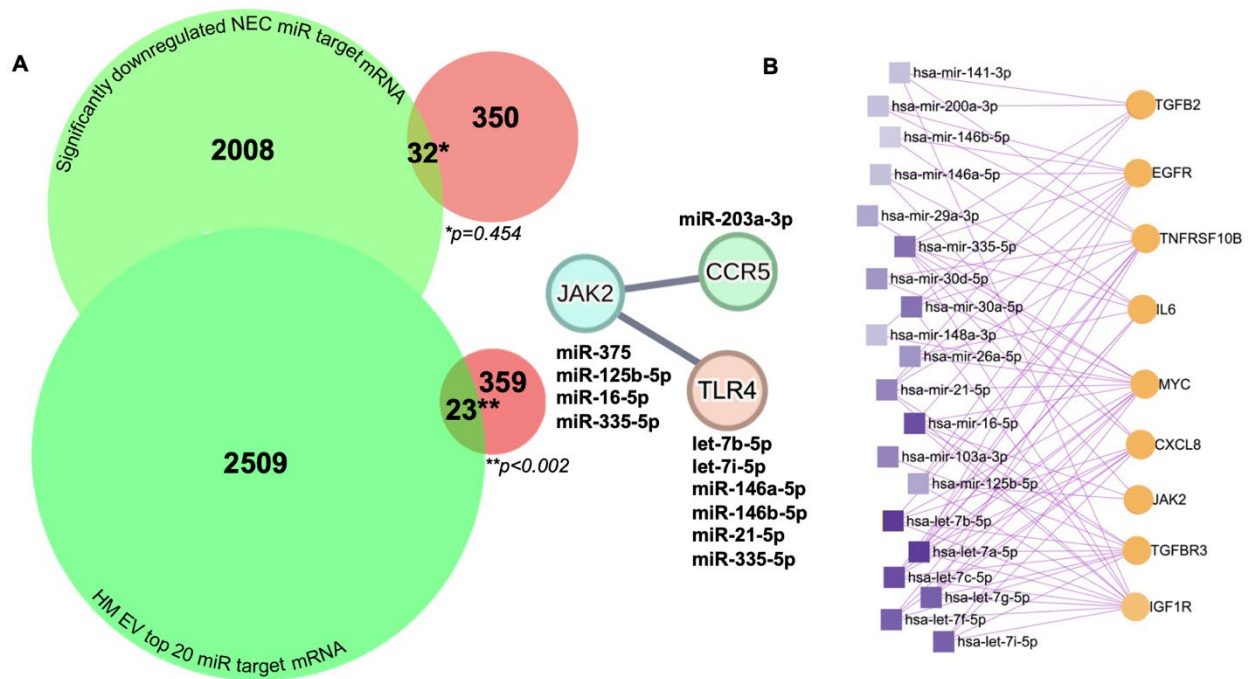 A
Significantly downregulated NEC miR target mRNA
2008
32*
350
*p=0.454
2509
23**
359
**p<0.002
HM EV top 20 miR target mRNA
miR-203a-3p
CCR5
JAK2
TLR4
miR-375
miR-125b-5p
miR-16-5p
miR-335-5p
let-7b-5p
let-7i-5p
miR-146a-5p
miR-146b-5p
miR-21-5p
miR-335-5p
B
hsa-mir-141-3p
hsa-mir-200a-3p
hsa-mir-146b-5p
hsa-mir-146a-5p
hsa-mir-29a-3p
hsa-mir-335-5p
hsa-mir-30d-5p
hsa-mir-30a-5p
hsa-mir-148a-3p
hsa-mir-26a-5p
hsa-mir-21-5p
hsa-mir-16-5p
hsa-mir-103a-3p
hsa-mir-125b-5p
hsa-let-7b-5p
hsa-let-7a-5p
hsa-let-7c-5p
hsa-let-7g-5p
hsa-let-7f-5p
hsa-let-7i-5p
TGFB2
EGFR
TNFRSF10B
IL6
MYC
CXCL8
JAK2
TGFBR3
IGF1R